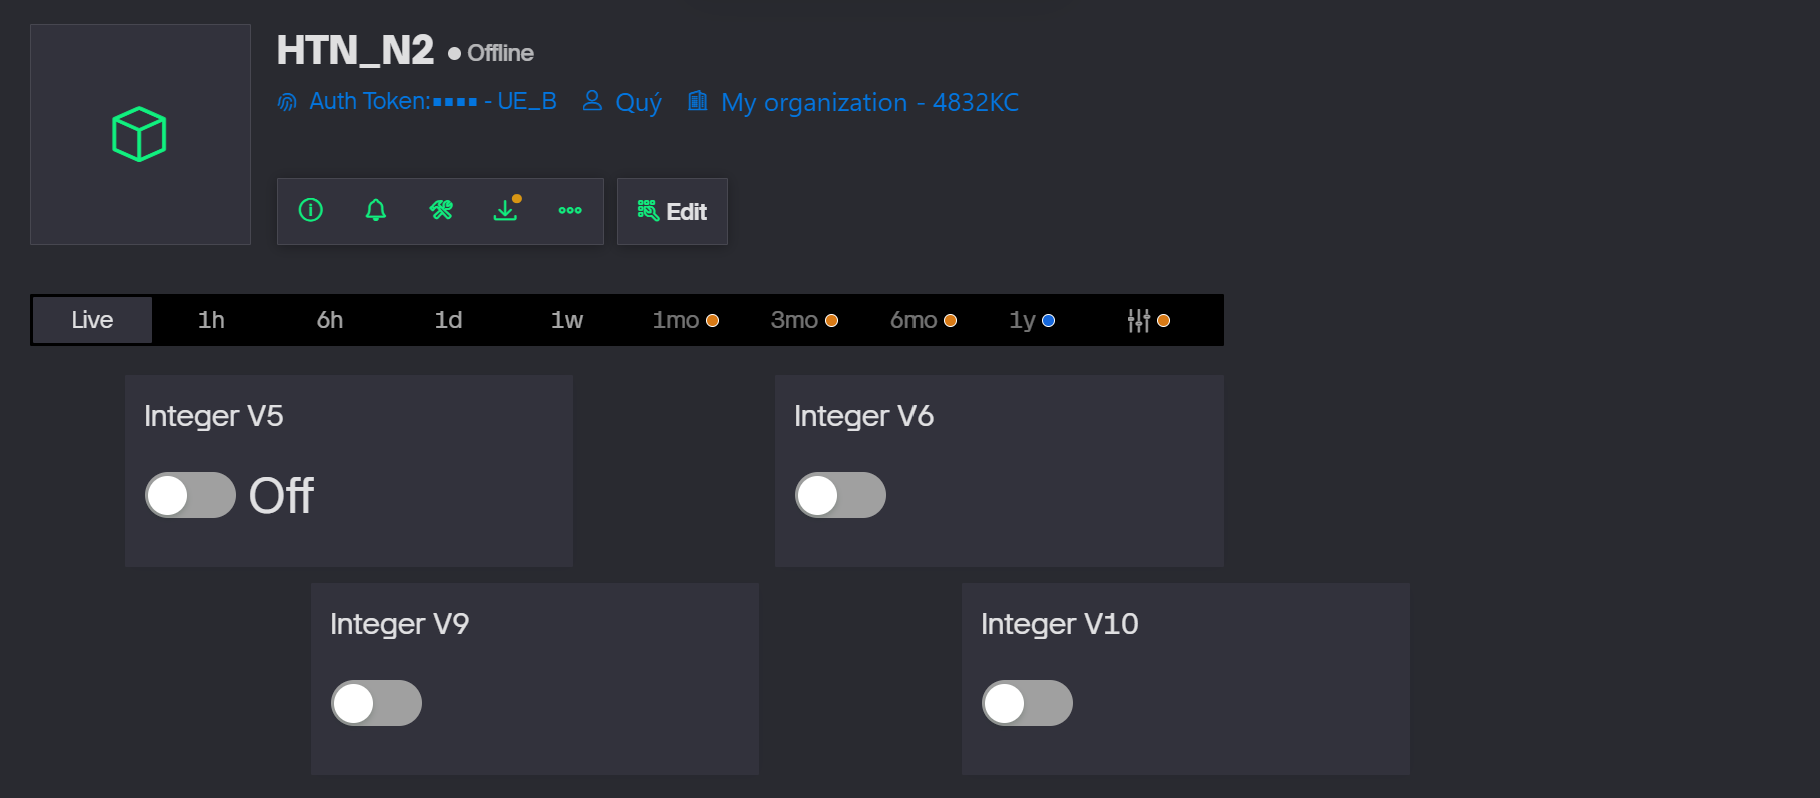 HTN_N2 Offline
Auth Token:▪▪▪▪ - UE_B Quý My organization - 4832KC
Edit
Live 1h 6h 1d 1w 1mo 3mo 6mo 1y
Integer V5 Integer V6
Off
Integer V9 Integer V10